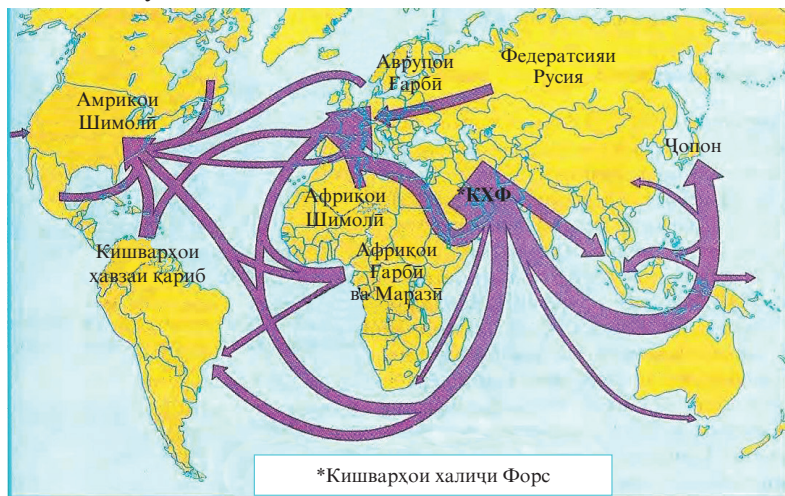 Аврупои
Ғарбӣ
Федератсияи
Русия
Амрикои
Шимолӣ
Ҷопон
*КХФ
Африқои
Шимолӣ
Кишварҳои
ҳавзаи кариб
Африқои
Ғарбӣ
ва Маразӣ
*Кишварҳои халиҷи Форс